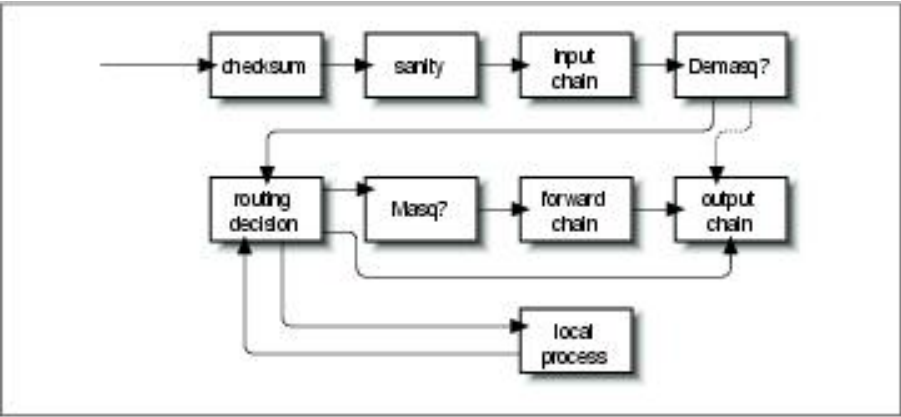 checksum
sanity
input
chain
Demasq?
routing
decision
Masq?
forward
chain
output
chain
local
process